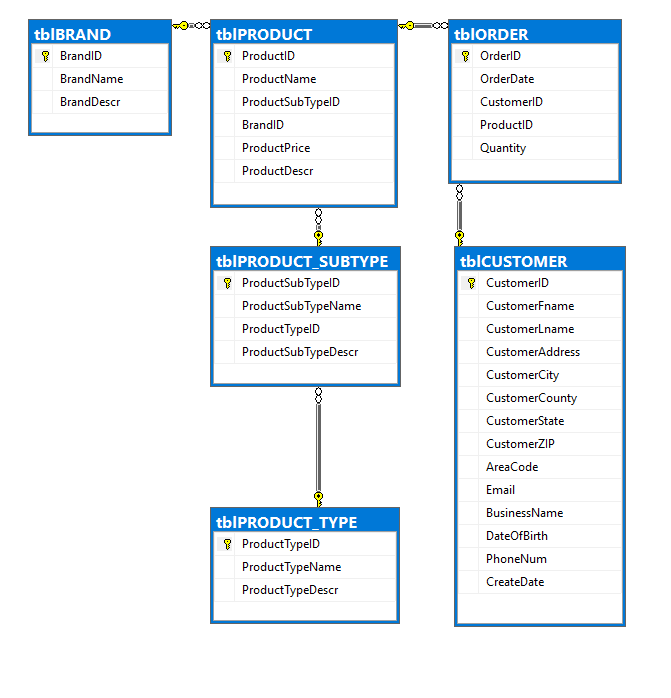 tblBRAND
BrandID
BrandName
BrandDescr
tblPRODUCT
ProductID
ProductName
ProductSubTypeID
BrandID
ProductPrice
ProductDescr
tblORDER
OrderID
OrderDate
CustomerID
ProductID
Quantity
tblPRODUCT_SUBTYPE
ProductSubTypeID
ProductSubTypeName
ProductTypeID
ProductSubTypeDescr
tblCUSTOMER
CustomerID
CustomerFname
CustomerLname
CustomerAddress
CustomerCity
CustomerCounty
CustomerState
CustomerZIP
AreaCode
Email
BusinessName
DateOfBirth
PhoneNum
CreateDate
tblPRODUCT_TYPE
ProductTypeID
ProductTypeName
ProductTypeDescr